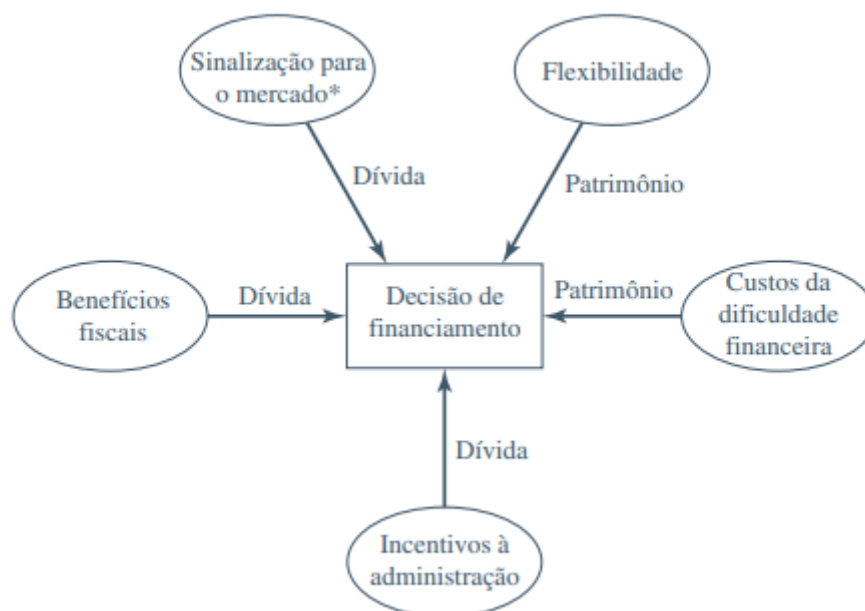 Sinalização para
o mercado*
Flexibilidade
Dívida
Patrimônio
Benefícios
fiscais
Dívida
Decisão de
financiamento
Patrimônio
Custos da
dificuldade
financeira
Dívida
Incentivos à
administração